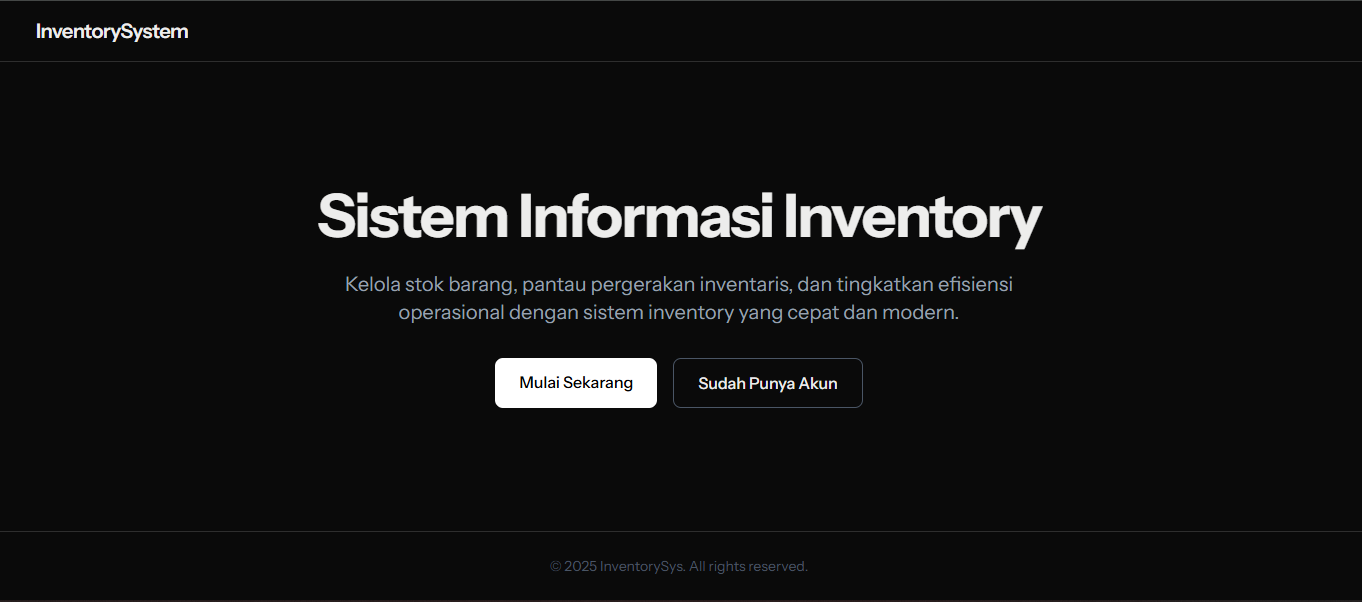 InventorySystem
Sistem Informasi Inventory
Kelola stok barang, pantau pergerakan inventaris, dan tingkatkan efisiensi
operasional dengan sistem inventory yang cepat dan modern.
Mulai Sekarang
Sudah Punya Akun
© 2025 InventorySys. All rights reserved.